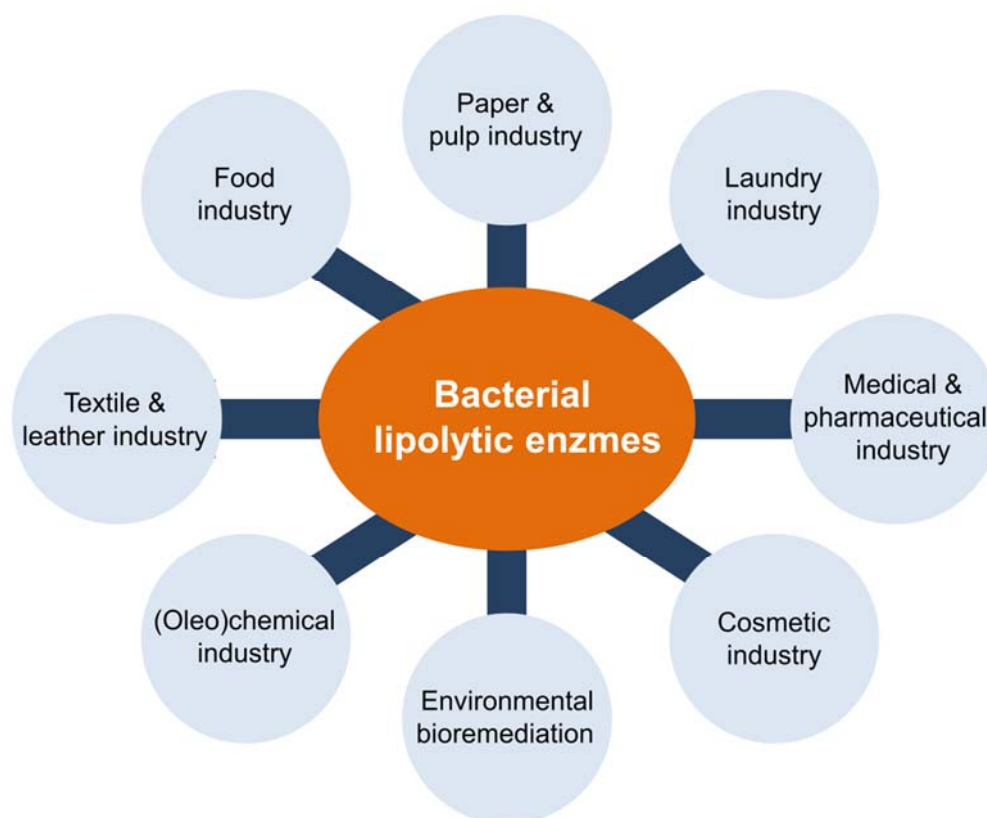 Paper &
pulp industry
Laundry
industry
Medical &
pharmaceutical
industry
Cosmetic
industry
Environmental
bioremediation
(Oleo)chemical
industry
Textile &
leather industry
Food
industry
Bacterial
lipolytic enzmes